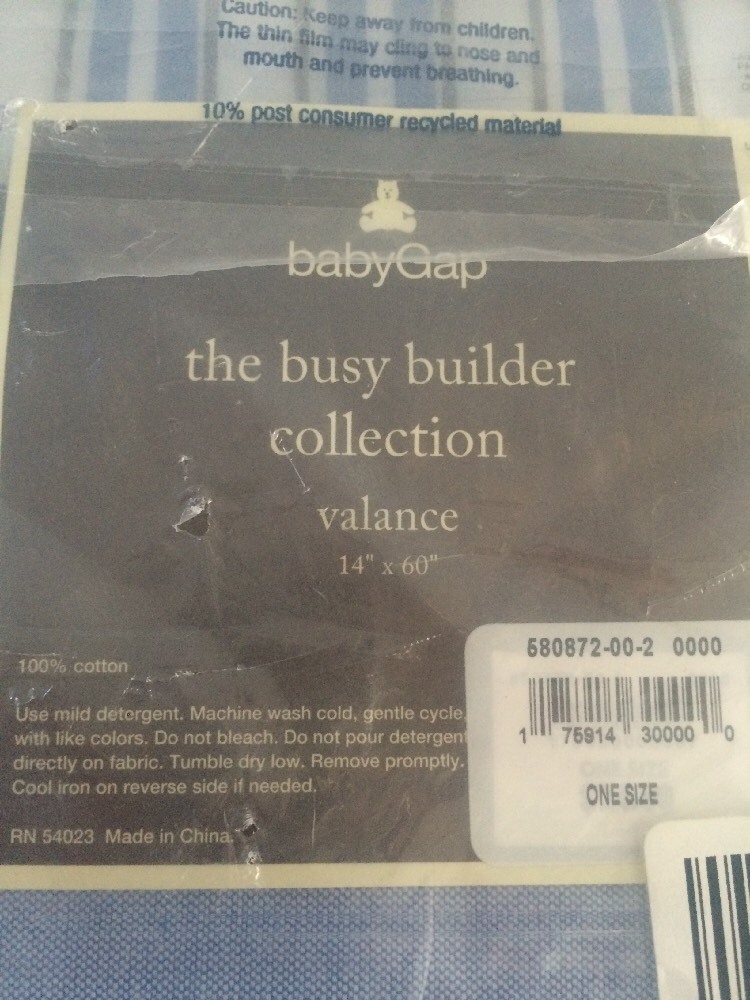 Caution: Keep away from children.
The thin film may cling to nose and
mouth and prevent breathing.
10% post consumer recycled material
babyGap
the busy builder
collection
valance
14" x 60"
100% cotton
Use mild detergent. Machine wash cold, gentle cycle,
with like colors. Do not bleach. Do not pour detergent
directly on fabric. Tumble dry low. Remove promptly.
Cool iron on reverse side if needed.
RN 54023 Made in China.
580872-00-2 0000
1 75914 30000 0
ONE SIZE